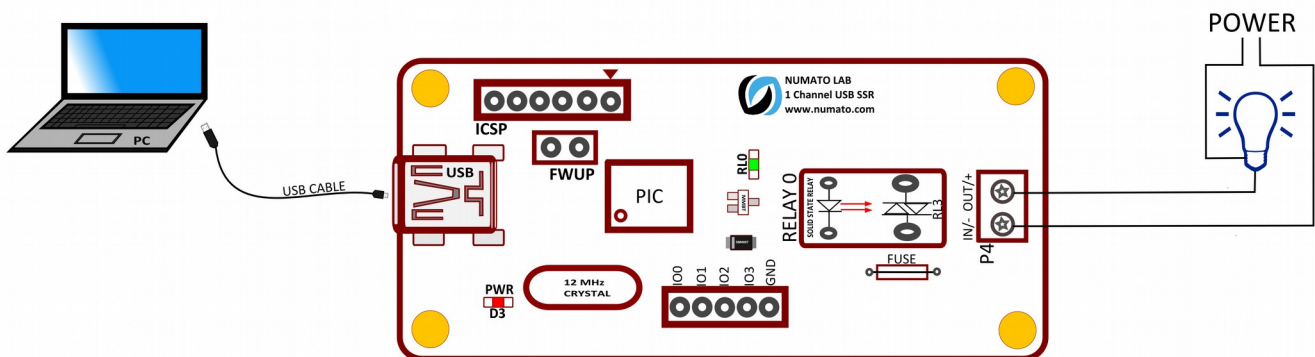 POWER
PC
USB CABLE
ICSP
FWUP
USB
PWR
D3
12 MHz
CRYSTAL
PIC
NUMATO LAB
1 Channel USB SSR
www.numato.com
RL0
IO0
IO1
IO2
IO3
GND
RELAY 0
SOLID STATE RELAY
RL3
FUSE
IN/- OUT/+
P4